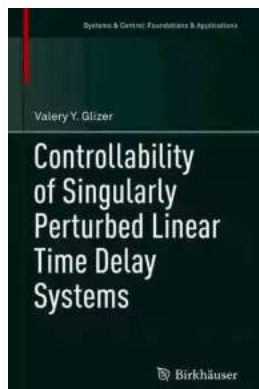 Systems & Control: Foundations & Applications
Valery Y. Glizer
Controllability
of Singularly
Perturbed Linear
Time Delay
Systems
Birkhäuser